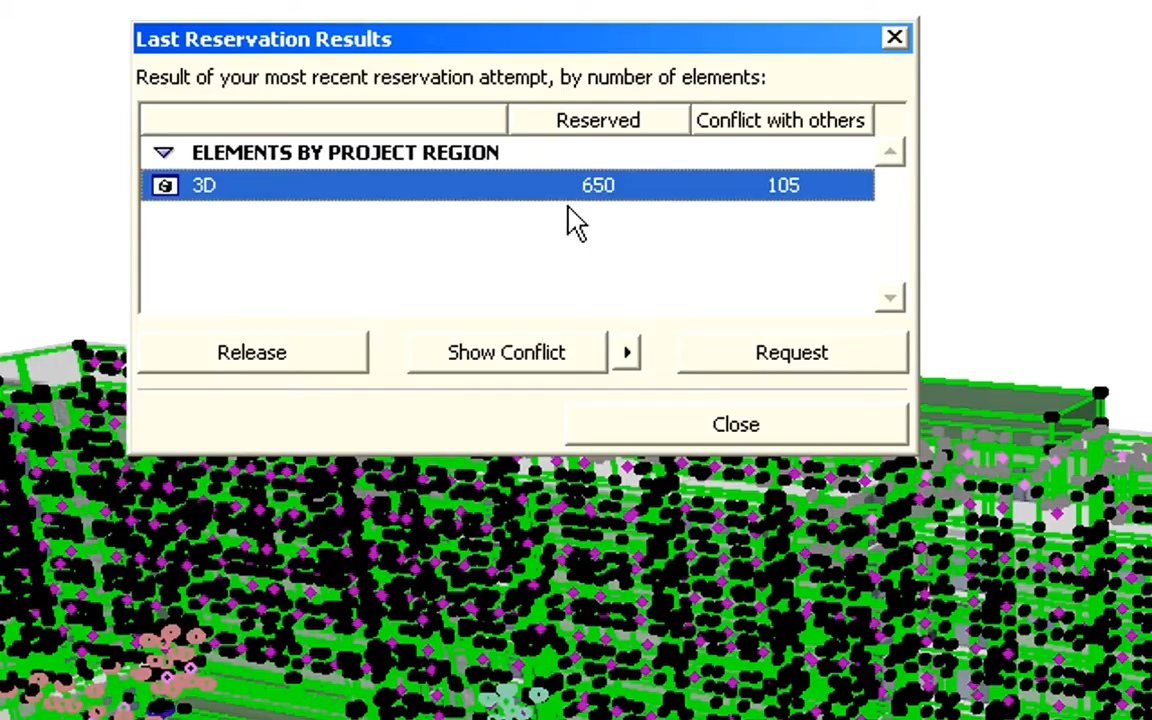 Last Reservation Results
Result of your most recent reservation attempt, by number of elements:
Reserved Conflict with others
ELEMENTS BY PROJECT REGION
3D 650 105
Release Show Conflict Request
Close